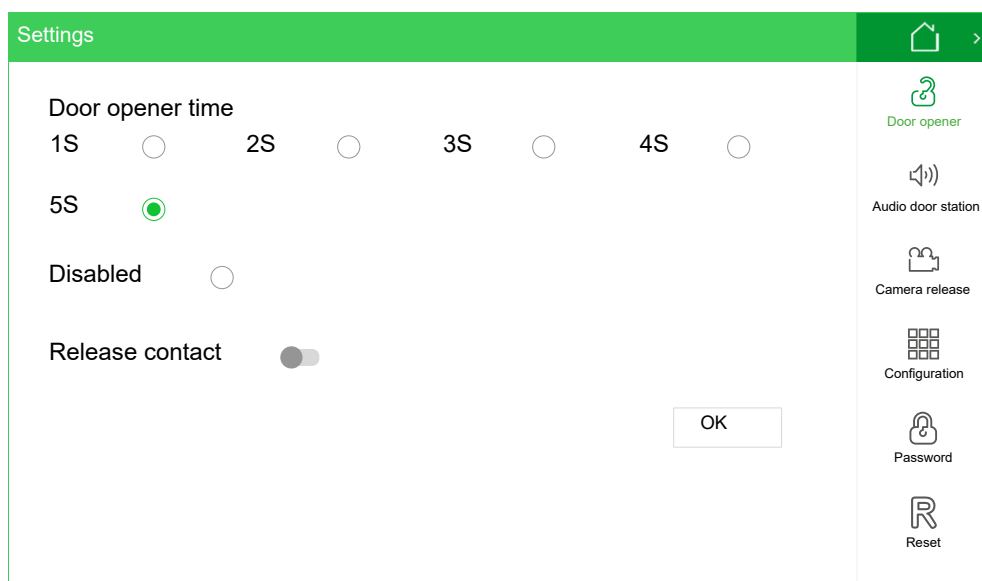 Settings
Door opener time
1S 2S 3S 4S
5S
Disabled
Release contact
OK
Door opener
Audio door station
Camera release
Configuration
Password
Reset